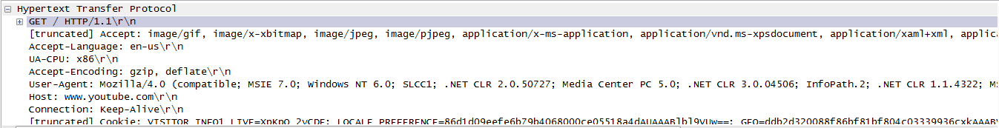 Hypertext Transfer Protocol
GET / HTTP/1.1\r\n
[truncated] Accept: image/gif, image/x-xbitmap, image/jpeg, image/pjpeg, application/x-ms-application, application/vnd.ms-xpsdocument, application/xaml+xml, applica
Accept-Language: en-us\r\n
UA-CPU: x86\r\n
Accept-Encoding: gzip, deflate\r\n
User-Agent: Mozilla/4.0 (compatible; MSIE 7.0; Windows NT 6.0; SLCC1; .NET CLR 2.0.50727; Media Center PC 5.0; .NET CLR 3.0.04506; InfoPath.2; .NET CLR 1.1.4322; MS
Host: www.youtube.com\r\n
Connection: Keep-Alive\r\n
[truncated] Cookie: VISITOR_INFO1_LIVE=XpKpO_2vCDE; LOCALE_PREFERENCE=86d1d09eefe6b79b4068000ce05518a4dAUAAABlbl9VUw==;